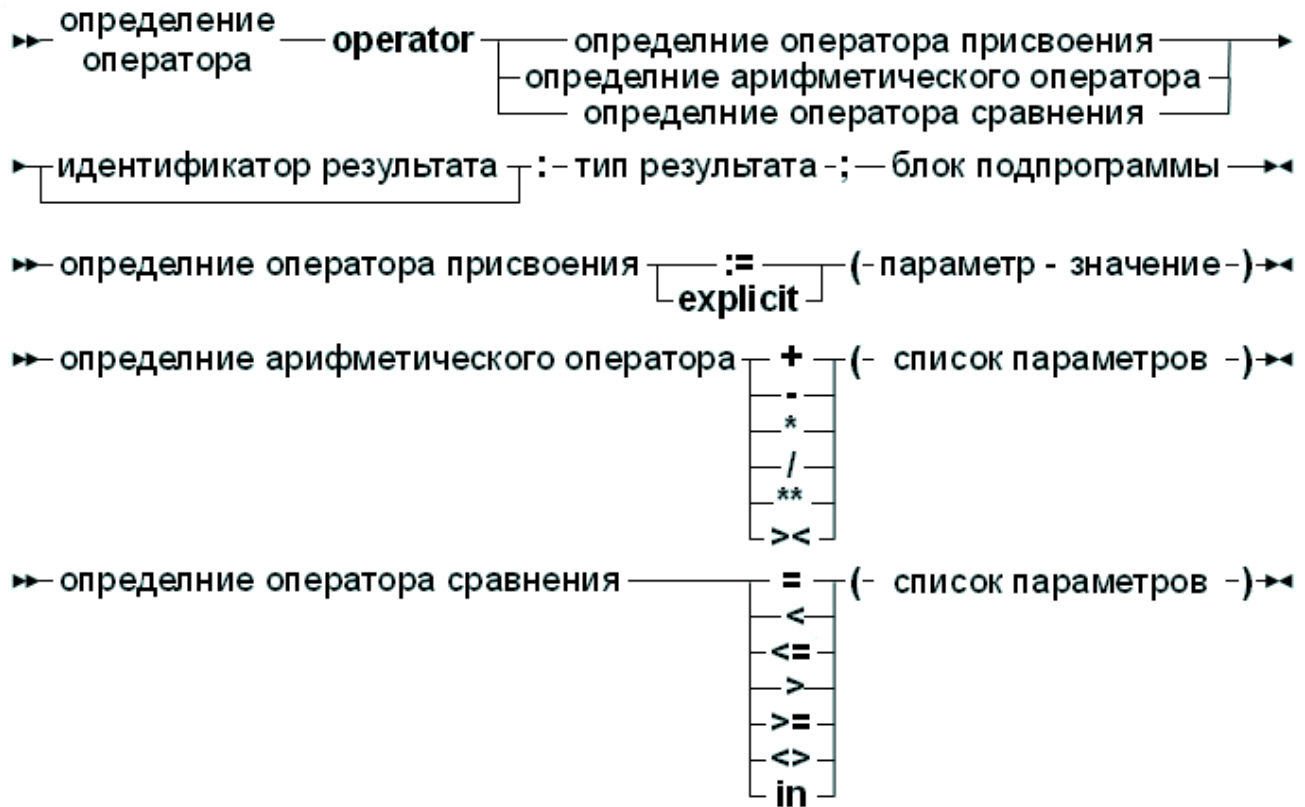 определение оператора operator определние оператора присвоения
определние арифметического оператора
определние оператора сравнения
идентификатор результата : тип результата ; блок подпрограммы
определние оператора присвоения := ( параметр - значение )
explicit
определние арифметического оператора + ( список параметров )
-
*
/
**
><
определние оператора сравнения = ( список параметров )
<
<=
>
>=
<>
in